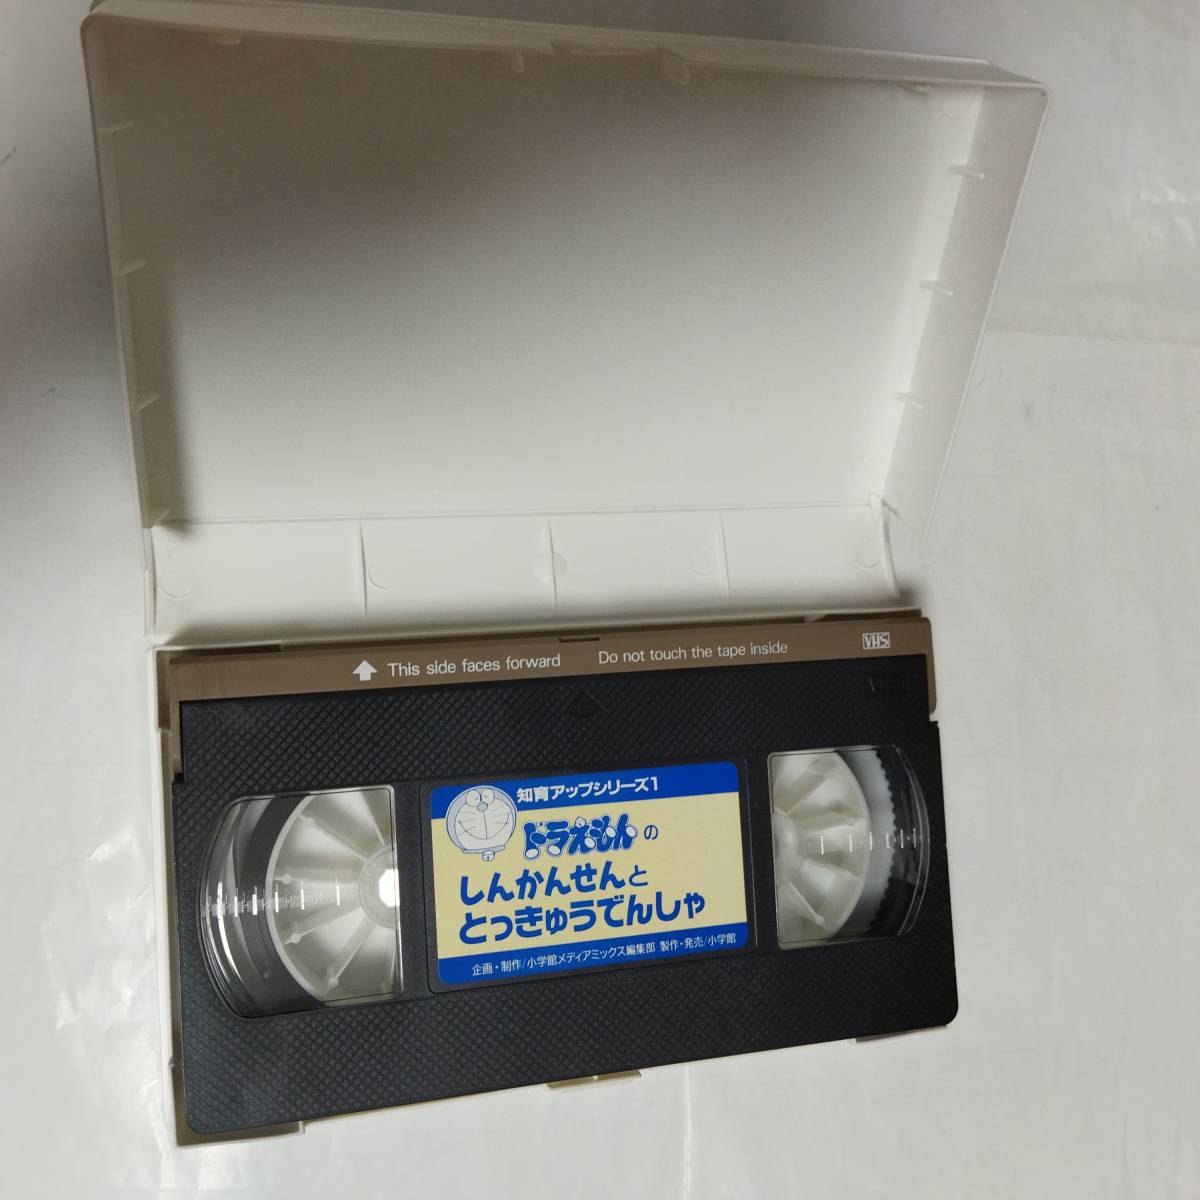 This side faces forward Do not touch the tape inside VHS
VHS
知育アップシリーズ1
ドラえもんの
しんかんせんと
とっきゅうでんしゃ
企画・制作/小学館メディアミックス編集部 製作・発売/小学館